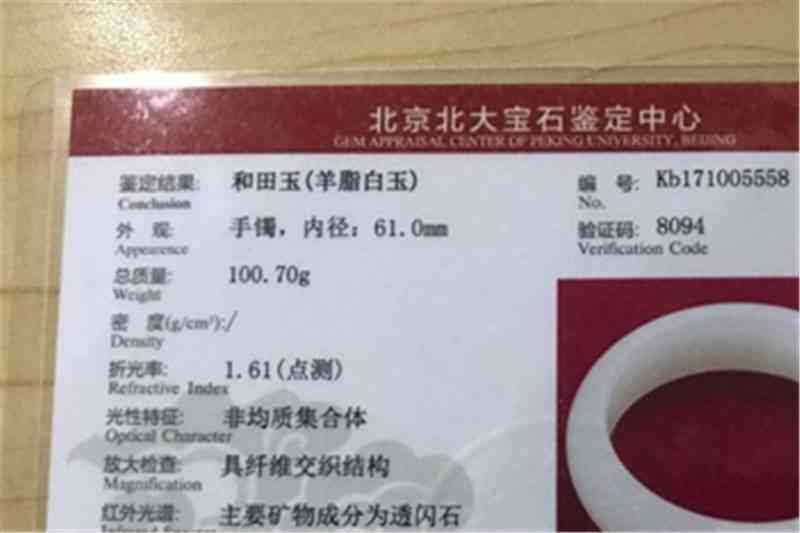 北京北大宝石鉴定中心
GEM APPRAISAL CENTER OF PEKING UNIVERSITY, BEIJING
鉴定结果: 和田玉(羊脂白玉) 编 号: Kb171005558
Conclusion No.
外 观: 手镯，内径：61.0mm 验证码: 8094
Appearence Verification Code
总质量: 100.70g
Weight
密 度(g/cm³):/
Density
折光率: 1.61(点测)
Refractive Index
光性特征: 非均质集合体
Optical Character
放大检查: 具纤维交织结构
Magnification
红外光谱: 主要矿物成分为透闪石